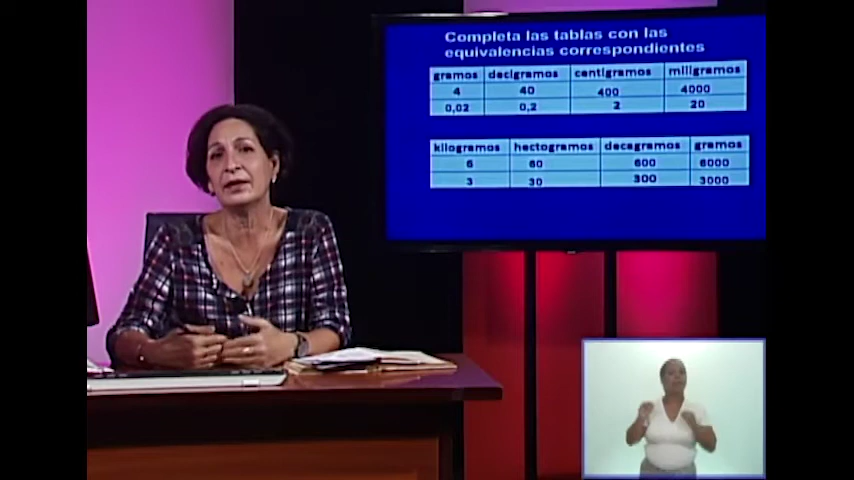 Completa las tablas con las
equivalencias correspondientes
gramos decigramos centigramos miligramos
4 40 400 4000
0,02 0,2 2 20
kilogramos hectogramos decagramos gramos
6 60 600 6000
3 30 300 3000